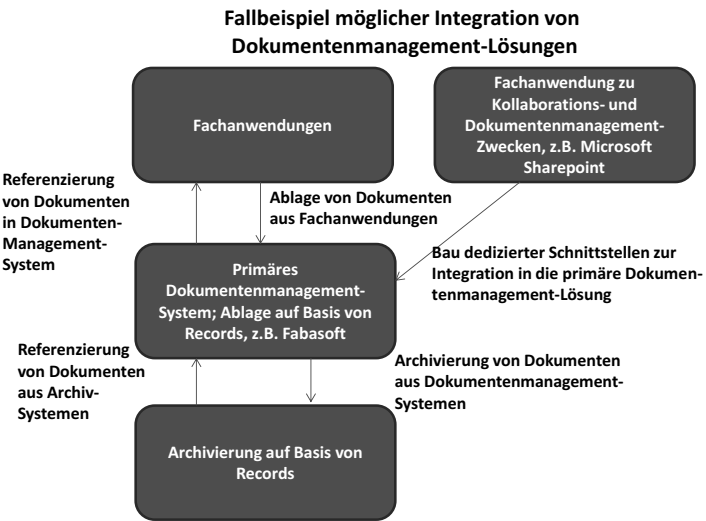 Fallbeispiel möglicher Integration von
Dokumentenmanagement-Lösungen
Fachanwendungen
Fachanwendung zu
Kollaborations- und
Dokumentenmanagement-
Zwecken, z.B. Microsoft
Sharepoint
Referenzierung
von Dokumenten
in Dokumenten-
Management-
System
Ablage von Dokumenten
aus Fachanwendungen
Bau dedizierter Schnittstellen zur
Integration in die primäre Dokumen-
tenmanagement-Lösung
Primäres
Dokumentenmanagement-
System; Ablage auf Basis von
Records, z.B. Fabasoft
Referenzierung
von Dokumenten
aus Archiv-
Systemen
Archivierung von Dokumenten
aus Dokumentenmanagement-
Systemen
Archivierung auf Basis von
Records